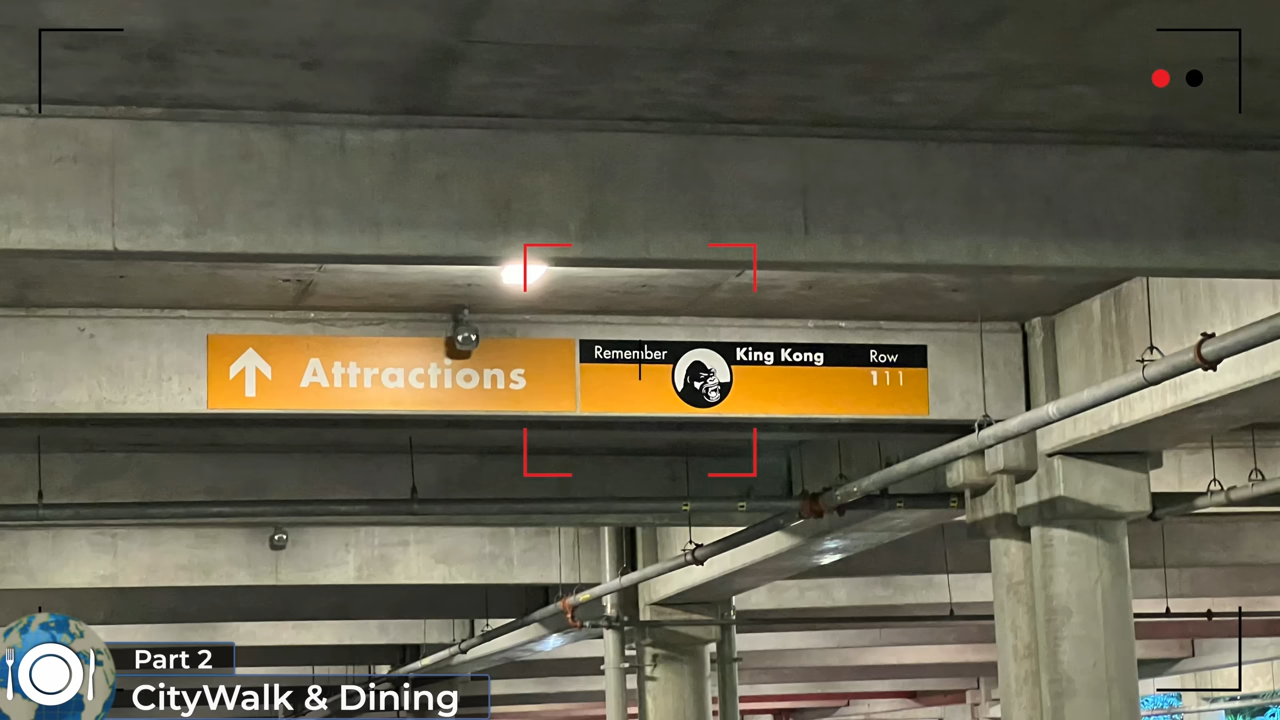 Attractions
Remember King Kong Row
111
Part 2
CityWalk & Dining